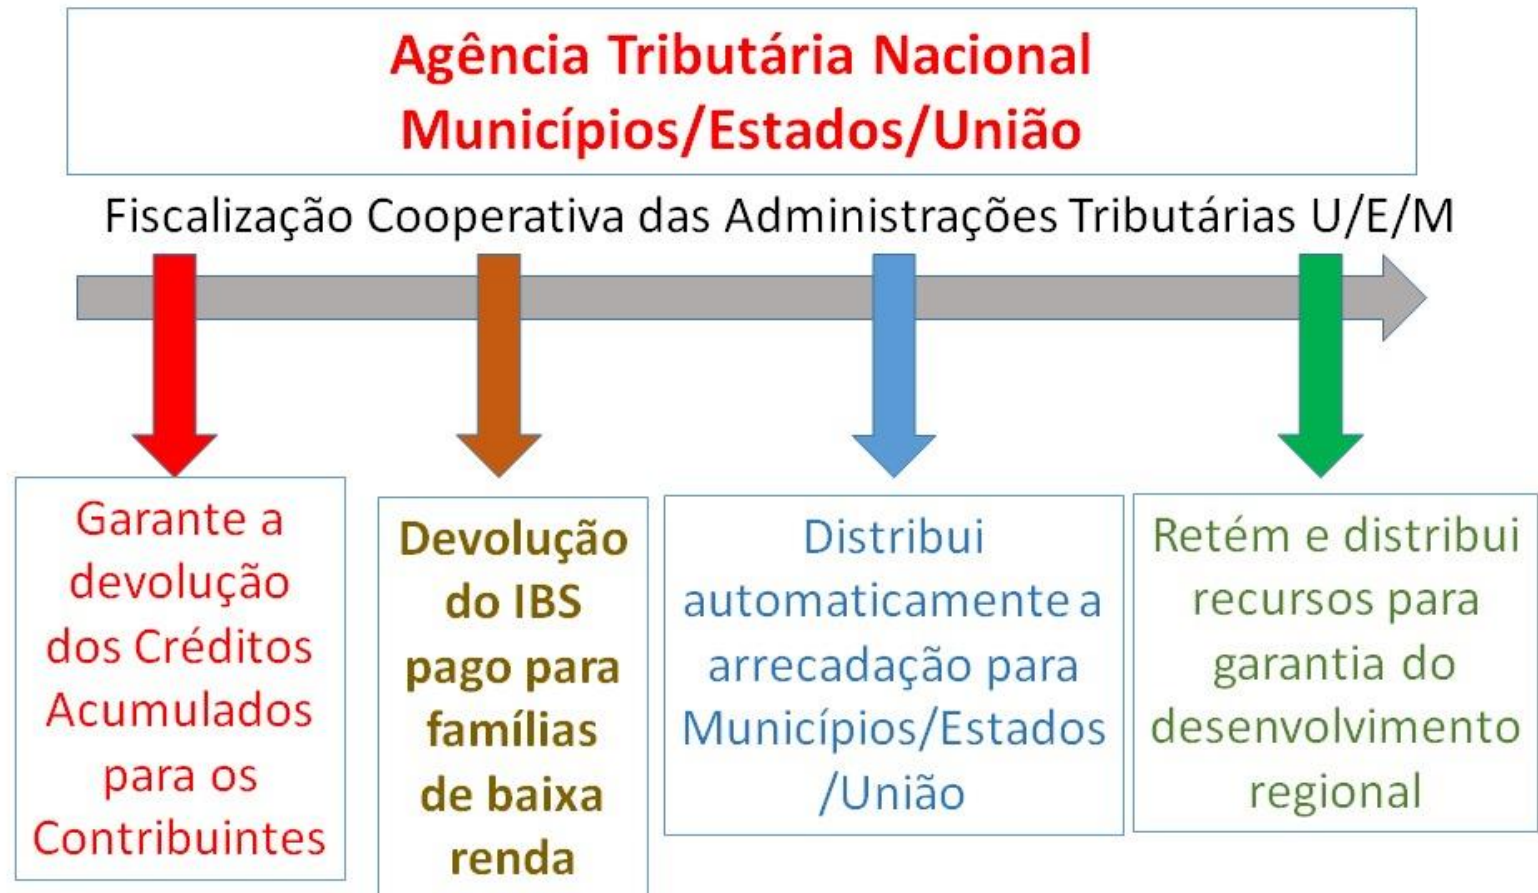 Agência Tributária Nacional
Municípios/Estados/União
Fiscalização Cooperativa das Administrações Tributárias U/E/M
Garante a
devolução
dos Créditos
Acumulados
para os
Contribuintes
Devolução
do IBS
pago para
famílias
de baixa
renda
Distribui
automaticamente a
arrecadação para
Municípios/Estados
/União
Retém e distribui
recursos para
garantia do
desenvolvimento
regional